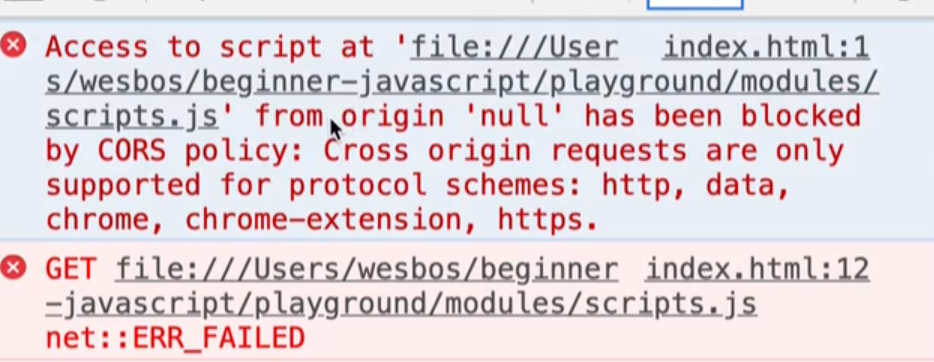 Access to script at 'file:///User index.html:1
s/wesbos/beginner-javascript/playground/modules/
scripts.js' from origin 'null' has been blocked
by CORS policy: Cross origin requests are only
supported for protocol schemes: http, data,
chrome, chrome-extension, https.
GET file:///Users/wesbos/beginner index.html:12
-javascript/playground/modules/scripts.js
net::ERR_FAILED